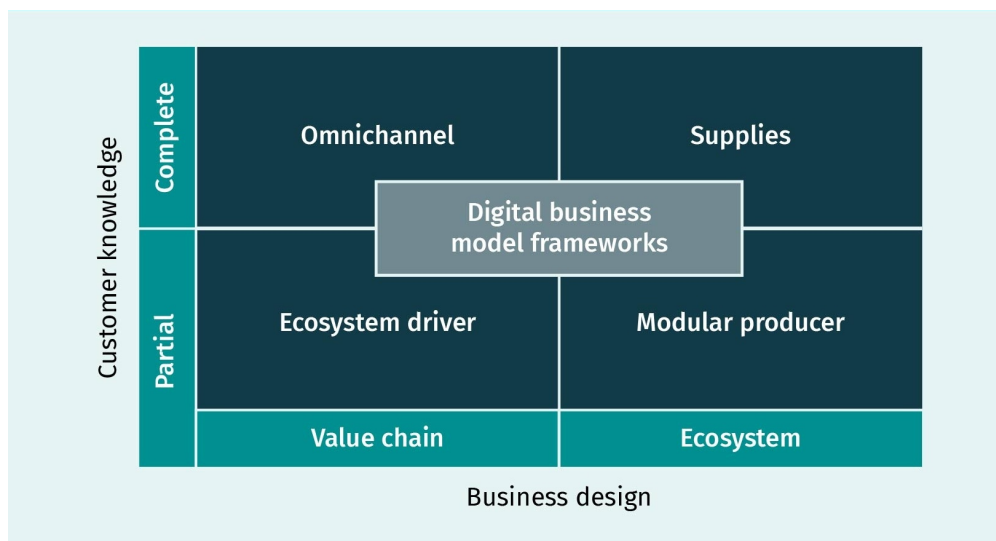 Customer knowledge
Complete
Omnichannel
Supplies
Digital business
model frameworks
Partial
Ecosystem driver
Modular producer
Value chain
Ecosystem
Business design